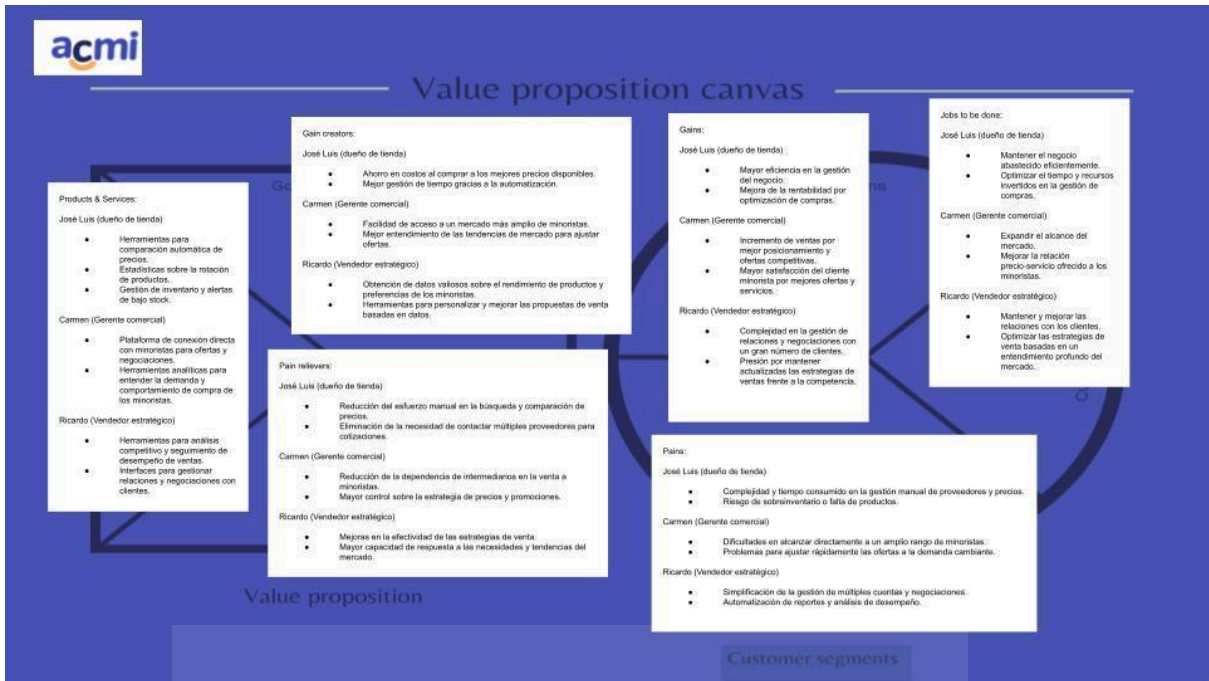 acmi
Value proposition canvas
Products & Services:
José Luis (dueño de tienda)
● Herramientas para
comparación automática de
precios.
● Estadísticas sobre la rotación
de productos.
● Gestión de inventario y alertas
de bajo stock.
Carmen (Gerente comercial)
● Plataforma de conexión directa
con minoristas para ofertas y
negociaciones.
● Herramientas analíticas para
entender la demanda y
comportamiento de compra de
los minoristas.
Ricardo (Vendedor estratégico)
● Herramientas para análisis
competitivo y seguimiento de
desempeño de ventas.
● Interfaces para gestionar
relaciones y negociaciones con
clientes.
Gain creators:
José Luis (dueño de tienda)
● Ahorro en costos al comprar a los mejores precios disponibles.
● Mejor gestión de tiempo gracias a la automatización.
Carmen (Gerente comercial)
● Facilidad de acceso a un mercado más amplio de minoristas.
● Mejor entendimiento de las tendencias de mercado para ajustar
ofertas.
Ricardo (Vendedor estratégico)
● Obtención de datos valiosos sobre el rendimiento de productos y
preferencias de los minoristas.
● Herramientas para personalizar y mejorar las propuestas de venta
basadas en datos.
Pain relievers:
José Luis (dueño de tienda)
● Reducción del esfuerzo manual en la búsqueda y comparación de
precios.
● Eliminación de la necesidad de contactar múltiples proveedores para
cotizaciones.
Carmen (Gerente comercial)
● Reducción de la dependencia de intermediarios en la venta a
minoristas.
● Mayor control sobre la estrategia de precios y promociones.
Ricardo (Vendedor estratégico)
● Mejoras en la efectividad de las estrategias de venta.
● Mayor capacidad de respuesta a las necesidades y tendencias del
mercado.
Gains:
José Luis (dueño de tienda)
● Mayor eficiencia en la gestión
del negocio.
● Mejora de la rentabilidad por
optimización de compras.
Carmen (Gerente comercial)
● Incremento de ventas por
mejor posicionamiento y
ofertas competitivas.
● Mayor satisfacción del cliente
minorista por mejores ofertas y
servicios.
Ricardo (Vendedor estratégico)
● Complejidad en la gestión de
relaciones y negociaciones con
un gran número de clientes.
● Presión por mantener
actualizadas las estrategias de
ventas frente a la competencia.
Jobs to be done:
José Luis (dueño de tienda)
● Mantener el negocio
abastecido eficientemente.
● Optimizar el tiempo y recursos
invertidos en la gestión de
compras.
Carmen (Gerente comercial)
● Expandir el alcance del
mercado.
● Mejorar la relación
precio-servicio ofrecido a los
minoristas.
Ricardo (Vendedor estratégico)
● Mantener y mejorar las
relaciones con los clientes.
● Optimizar las estrategias de
venta basadas en un
entendimiento profundo del
mercado.
Pains:
José Luis (dueño de tienda)
● Complejidad y tiempo consumido en la gestión manual de proveedores y precios.
● Riesgo de sobreinventario o falta de productos.
Carmen (Gerente comercial)
● Dificultades en alcanzar directamente a un amplio rango de minoristas.
● Problemas para ajustar rápidamente las ofertas a la demanda cambiante.
Ricardo (Vendedor estratégico)
● Simplificación de la gestión de múltiples cuentas y negociaciones.
● Automatización de reportes y análisis de desempeño.
Value proposition
Customer segments